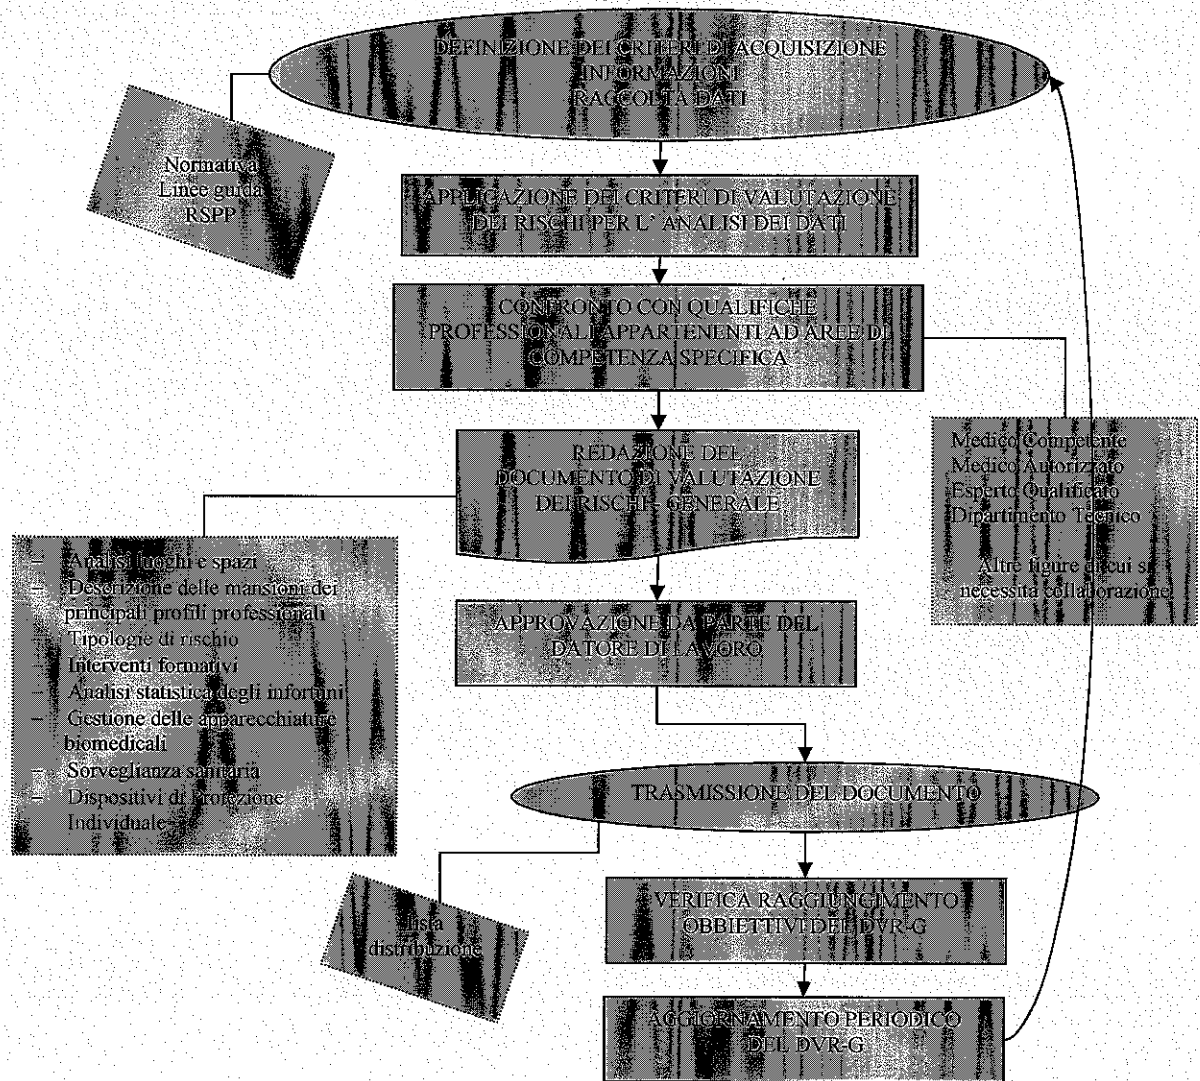 DEFINIZIONE DEI CRITERI DI ACQUISIZIONE
INFORMAZIONI
RACCOLTA DATI
Normativa
Linee guida
RSPP
APPLICAZIONE DEI CRITERI DI VALUTAZIONE
DEI RISCHI PER L' ANALISI DEI DATI
CONFRONTO CON QUALIFICHE
PROFESSIONALI APPARTENENTI AD AREE DI
COMPETENZA SPECIFICA
Medico Competente
Medico Autorizzato
Esperto Qualificato
Dipartimento Tecnico
Altre figure di cui si
necessita collaborazione
REDAZIONE DEL
DOCUMENTO DI VALUTAZIONE
DEI RISCHI - GENERALE
- Analisi luoghi e spazi
- Descrizione delle mansioni dei
principali profili professionali
- Tipologie di rischio
- Interventi formativi
- Analisi statistica degli infortuni
- Gestione delle apparecchiature
biomedicali
- Sorveglianza sanitaria
- Dispositivi di Protezione
Individuale
APPROVAZIONE DA PARTE DEL
DATORE DI LAVORO
TRASMISSIONE DEL DOCUMENTO
lista
distribuzione
VERIFICA RAGGIUNGIMENTO
OBBIETTIVI DEL DVR-G
AGGIORNAMENTO PERIODICO
DEL DVR-G